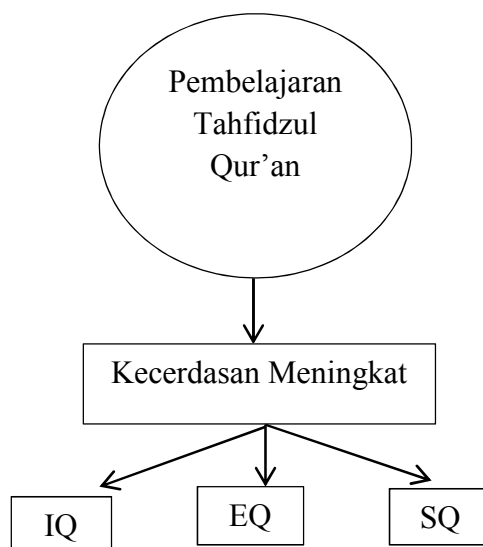 Pembelajaran
Tahfidzul
Qur’an
Kecerdasan Meningkat
IQ
EQ
SQ